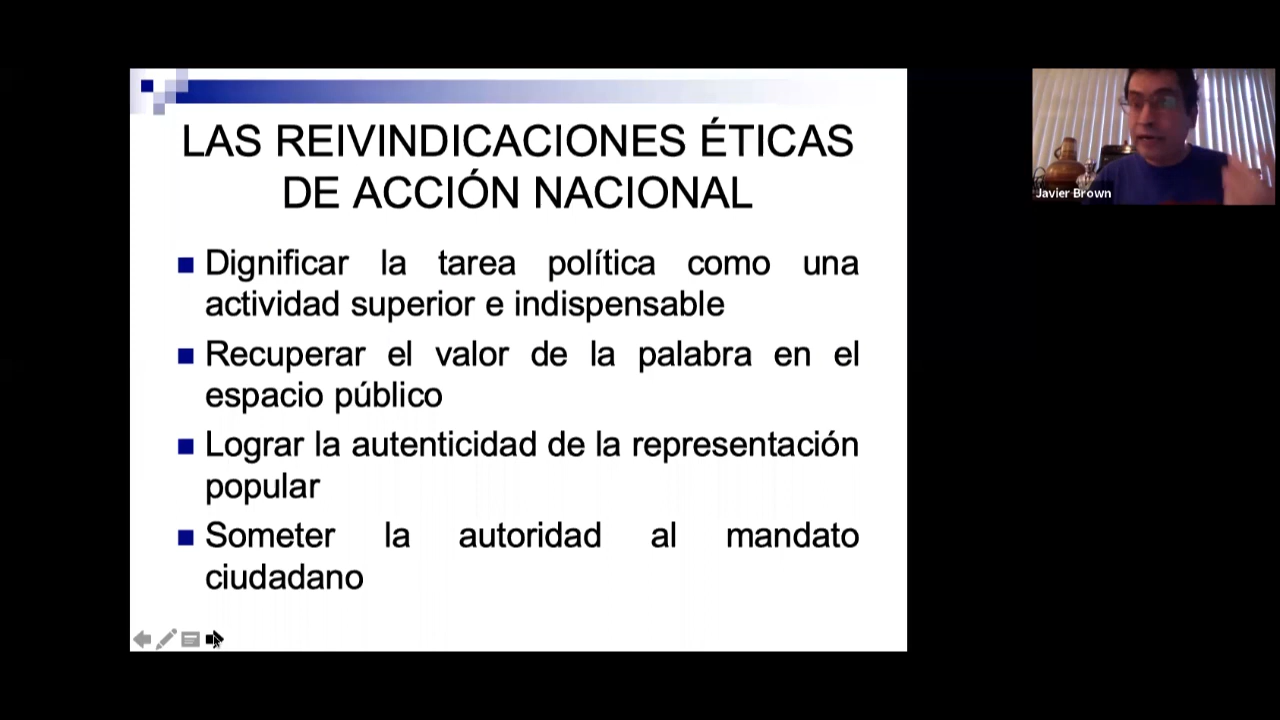 LAS REIVINDICACIONES ÉTICAS
DE ACCIÓN NACIONAL
Dignificar la tarea política como una
actividad superior e indispensable
Recuperar el valor de la palabra en el
espacio público
Lograr la autenticidad de la representación
popular
Someter la autoridad al mandato
ciudadano
Javier Brown